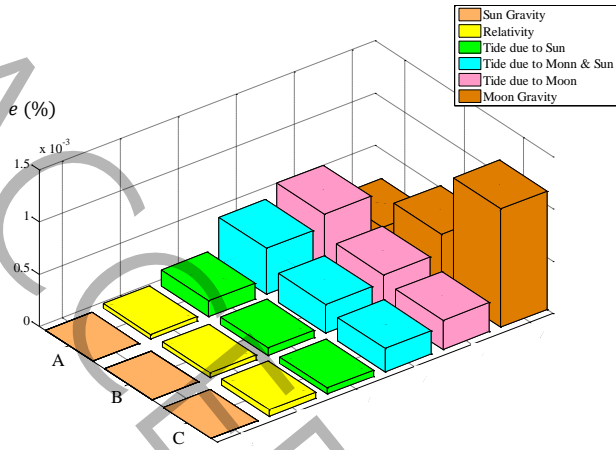 Sun Gravity
Relativity
Tide due to Sun
Tide due to Monn & Sun
Tide due to Moon
Moon Gravity
e (%)
x 10^-3
1.5
1
0.5
0
A
B
C